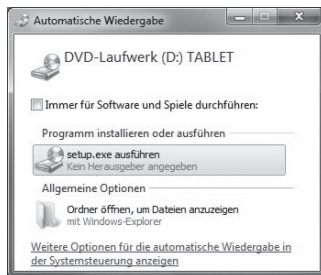 Automatische Wiedergabe
DVD-Laufwerk (D:) TABLET
Immer für Software und Spiele durchführen:
Programm installieren oder ausführen
setup.exe ausführen
Kein Herausgeber angegeben
Allgemeine Optionen
Ordner öffnen, um Dateien anzuzeigen
mit Windows-Explorer
Weitere Optionen für die automatische Wiedergabe in
der Systemsteuerung anzeigen